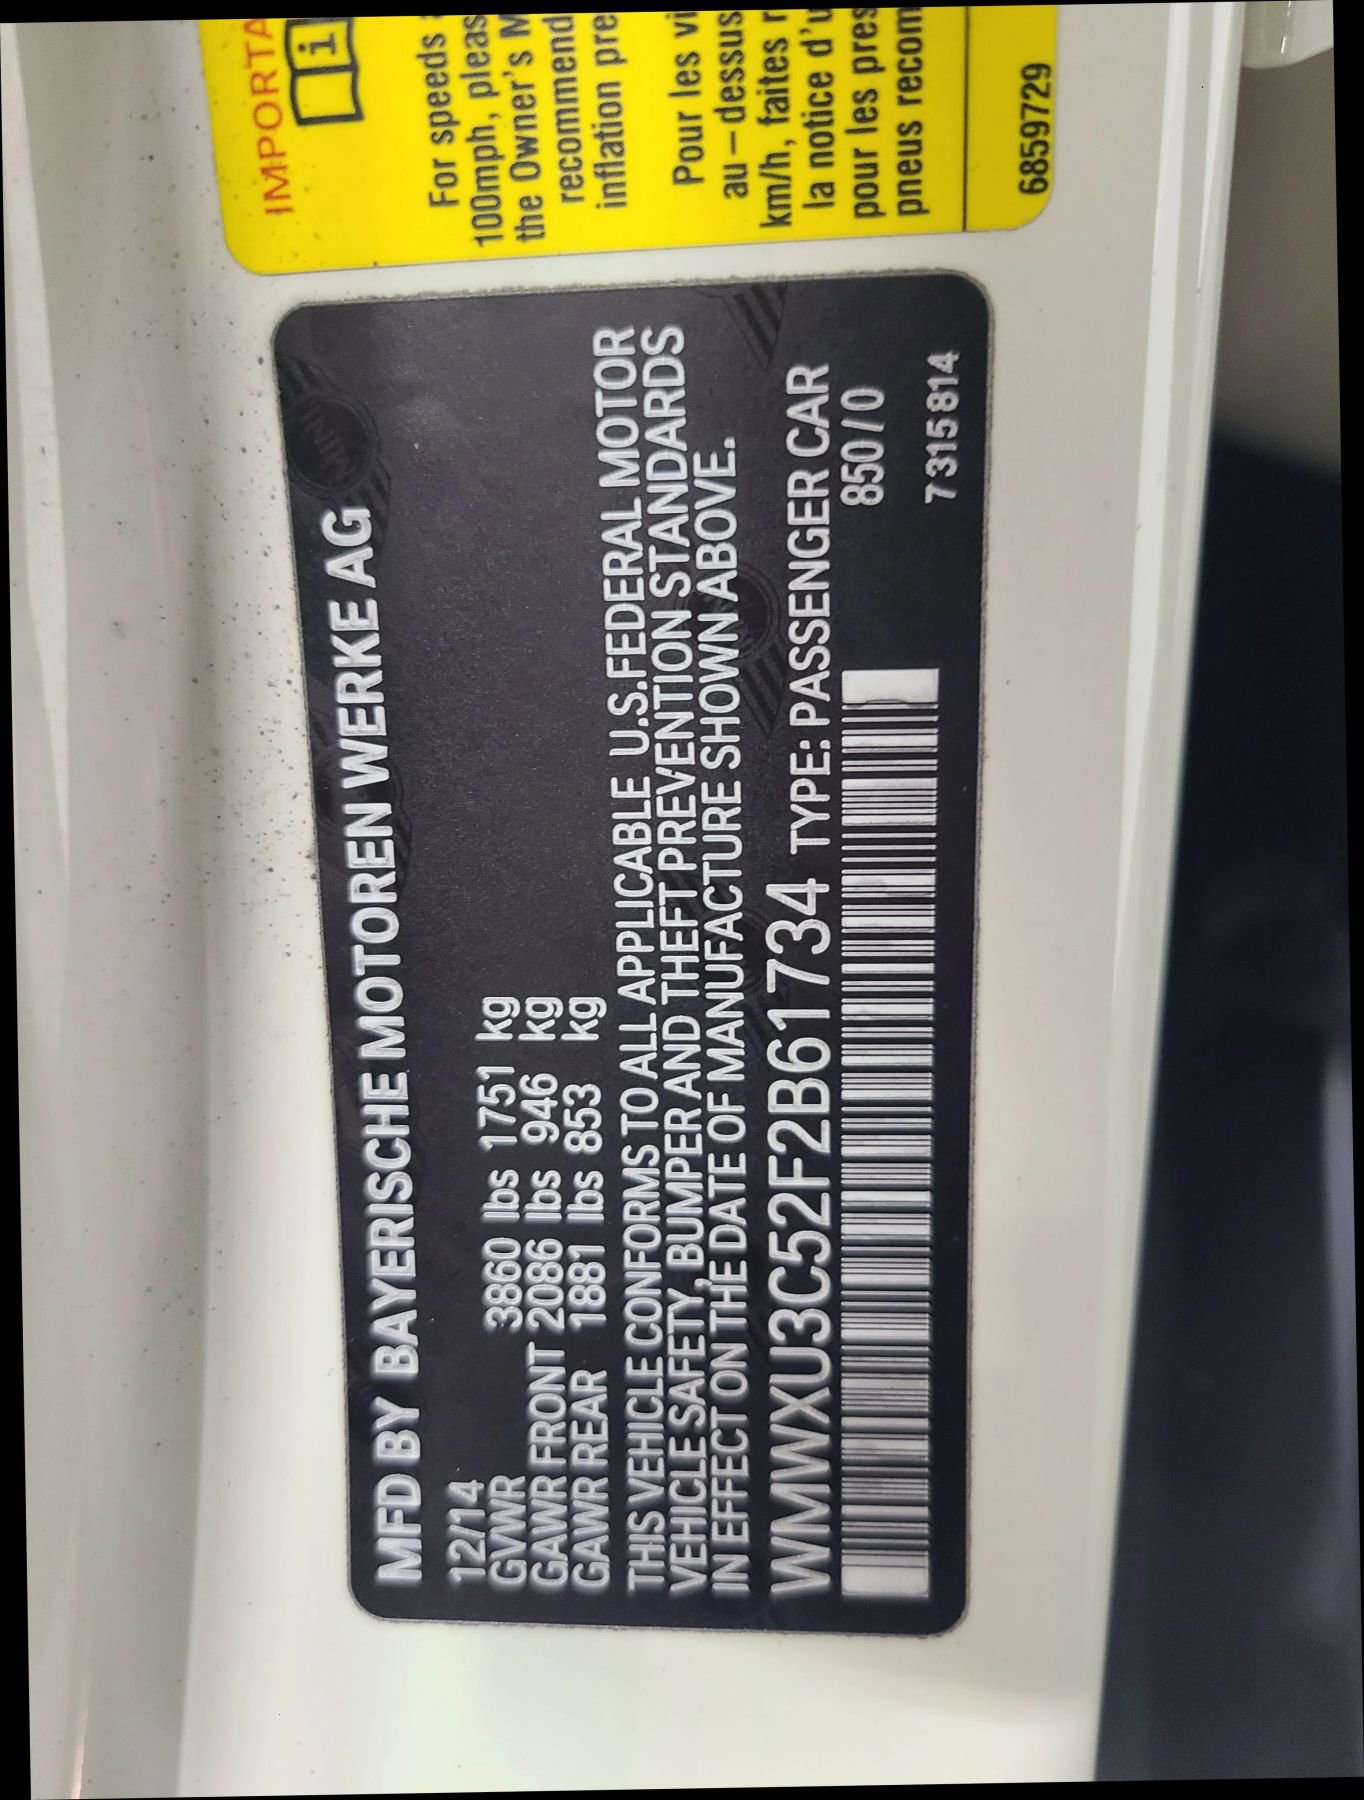 MFD BY BAYERISCHE MOTOREN WERKE AG
12/14
GVWR 3860 lbs 1751 kg
GAWR FRONT 2086 lbs 946 kg
GAWR REAR 1881 lbs 853 kg
THIS VEHICLE CONFORMS TO ALL APPLICABLE U.S.FEDERAL MOTOR
VEHICLE SAFETY, BUMPER AND THEFT PREVENTION STANDARDS
IN EFFECT ON THE DATE OF MANUFACTURE SHOWN ABOVE.
WMWXU3C52F2B61734 TYPE: PASSENGER CAR
850/0
7315814
IMPORTA
i
For speeds
100mph, pleas
the Owner's M
recommend
inflation pre
Pour les vi
au-dessus
km/h, faites r
la notice d'u
pour les pres
pneus recom
6859729